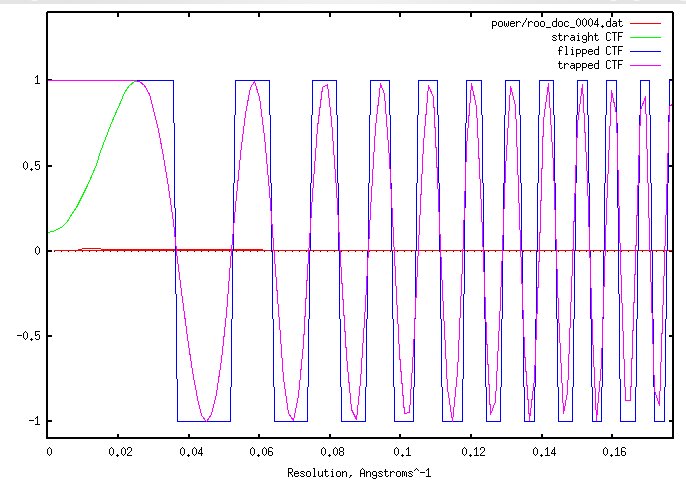 power/roo_doc_0004.dat
straight CTF
flipped CTF
trapped CTF
1
0.5
0
-0.5
-1
0 0.02 0.04 0.06 0.08 0.1 0.12 0.14 0.16
Resolution, Angstroms^-1